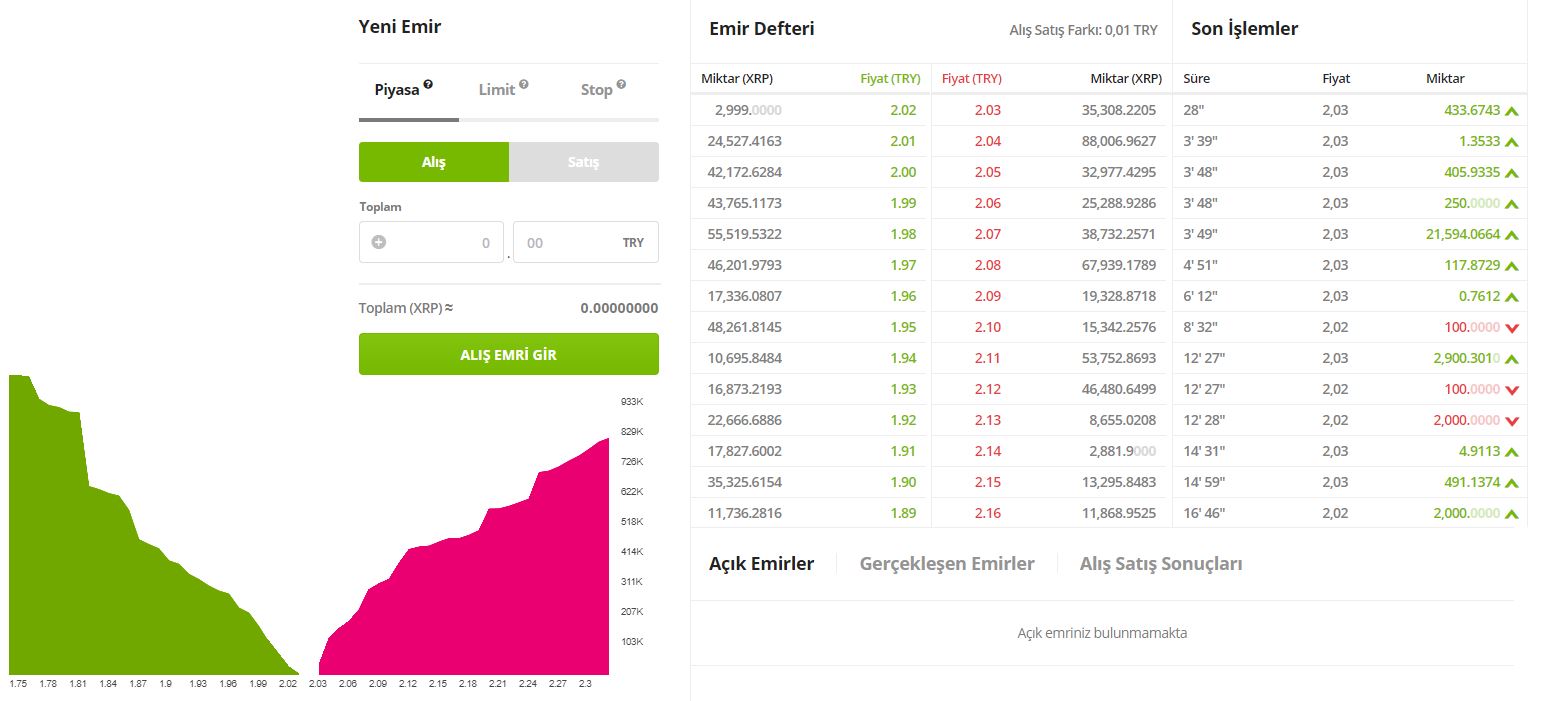 Yeni Emir
Piyasa ? Limit ? Stop ?
Alış Satış
Toplam
0 . 00 TRY
Toplam (XRP) ≈ 0.00000000
ALIŞ EMRİ GİR
933K
829K
726K
622K
518K
414K
311K
207K
103K
1.75 1.78 1.81 1.84 1.87 1.9 1.93 1.96 1.99 2.02 2.03 2.06 2.09 2.12 2.15 2.18 2.21 2.24 2.27 2.3
Emir Defteri Alış Satış Farkı: 0,01 TRY
Miktar (XRP) Fiyat (TRY) Fiyat (TRY) Miktar (XRP)
2,999.0000 2.02 2.03 35,308.2205
24,527.4163 2.01 2.04 88,006.9627
42,172.6284 2.00 2.05 32,977.4295
43,765.1173 1.99 2.06 25,288.9286
55,519.5322 1.98 2.07 38,732.2571
46,201.9793 1.97 2.08 67,939.1789
17,336.0807 1.96 2.09 19,328.8718
48,261.8145 1.95 2.10 15,342.2576
10,695.8484 1.94 2.11 53,752.8693
16,873.2193 1.93 2.12 46,480.6499
22,666.6886 1.92 2.13 8,655.0208
17,827.6002 1.91 2.14 2,881.9000
35,325.6154 1.90 2.15 13,295.8483
11,736.2816 1.89 2.16 11,868.9525
Son İşlemler
Süre Fiyat Miktar
28" 2,03 433.6743
3' 39" 2,03 1.3533
3' 48" 2,03 405.9335
3' 48" 2,03 250.0000
3' 49" 2,03 21,594.0664
4' 51" 2,03 117.8729
6' 12" 2,03 0.7612
8' 32" 2,02 100.0000
12' 27" 2,03 2,900.3010
12' 27" 2,02 100.0000
12' 28" 2,02 2,000.0000
14' 31" 2,03 4.9113
14' 59" 2,03 491.1374
16' 46" 2,02 2,000.0000
Açık Emirler Gerçekleşen Emirler Alış Satış Sonuçları
Açık emriniz bulunmamakta